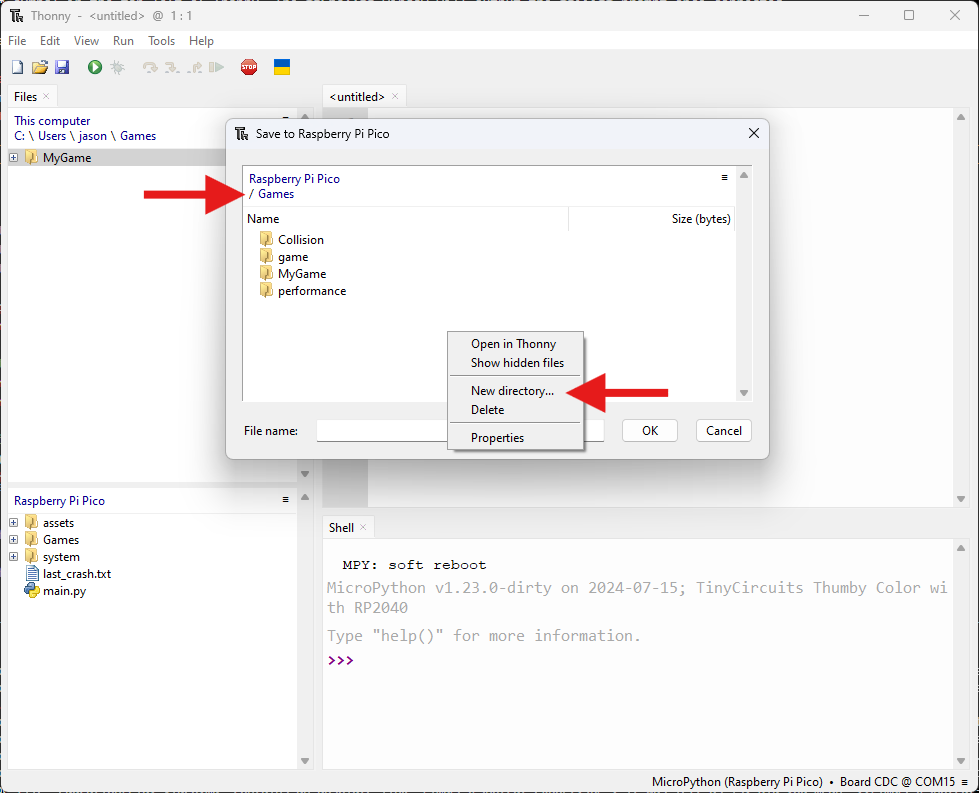 Thonny - <untitled> @ 1 : 1
File Edit View Run Tools Help
STOP
Files
This computer
C: \ Users \ jason \ Games
MyGame
<untitled>
Save to Raspberry Pi Pico
Raspberry Pi Pico
/ Games
Name Size (bytes)
Collision
game
MyGame
performance
Open in Thonny
Show hidden files
New directory...
Delete
Properties
File name:
OK Cancel
Raspberry Pi Pico
assets
Games
system
last_crash.txt
main.py
Shell
MPY: soft reboot
MicroPython v1.23.0-dirty on 2024-07-15; TinyCircuits Thumby Color wi
th RP2040
Type "help()" for more information.
>>>
MicroPython (Raspberry Pi Pico) • Board CDC @ COM15 ≡